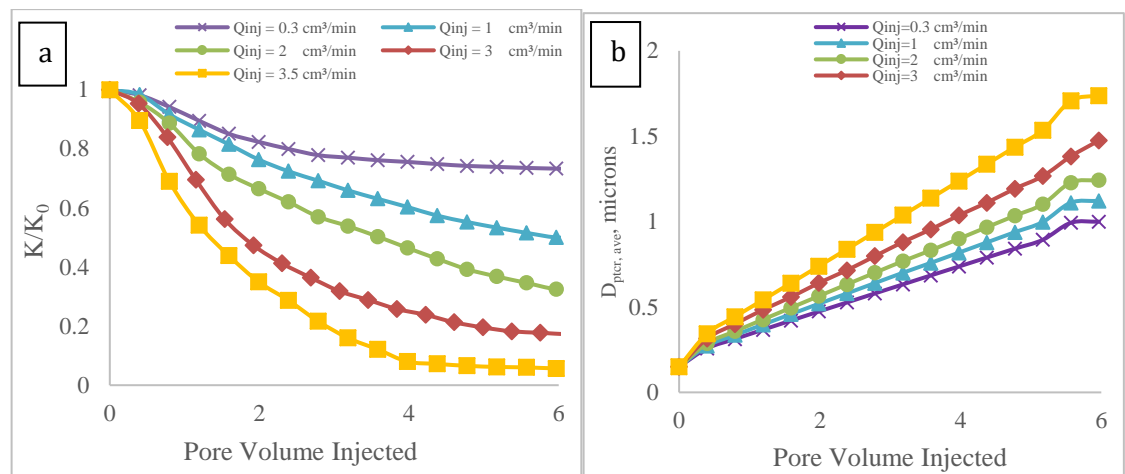 a
Qinj = 0.3 cm³/min
Qinj = 1 cm³/min
Qinj = 2 cm³/min
Qinj = 3 cm³/min
Qinj = 3.5 cm³/min
K/K₀
1
0.8
0.6
0.4
0.2
0
0 2 4 6
Pore Volume Injected
b
Qinj=0.3 cm³/min
Qinj=1 cm³/min
Qinj=2 cm³/min
Qinj=3 cm³/min
D ptcr, ave, microns
2
1.5
1
0.5
0
0 2 4 6
Pore Volume Injected